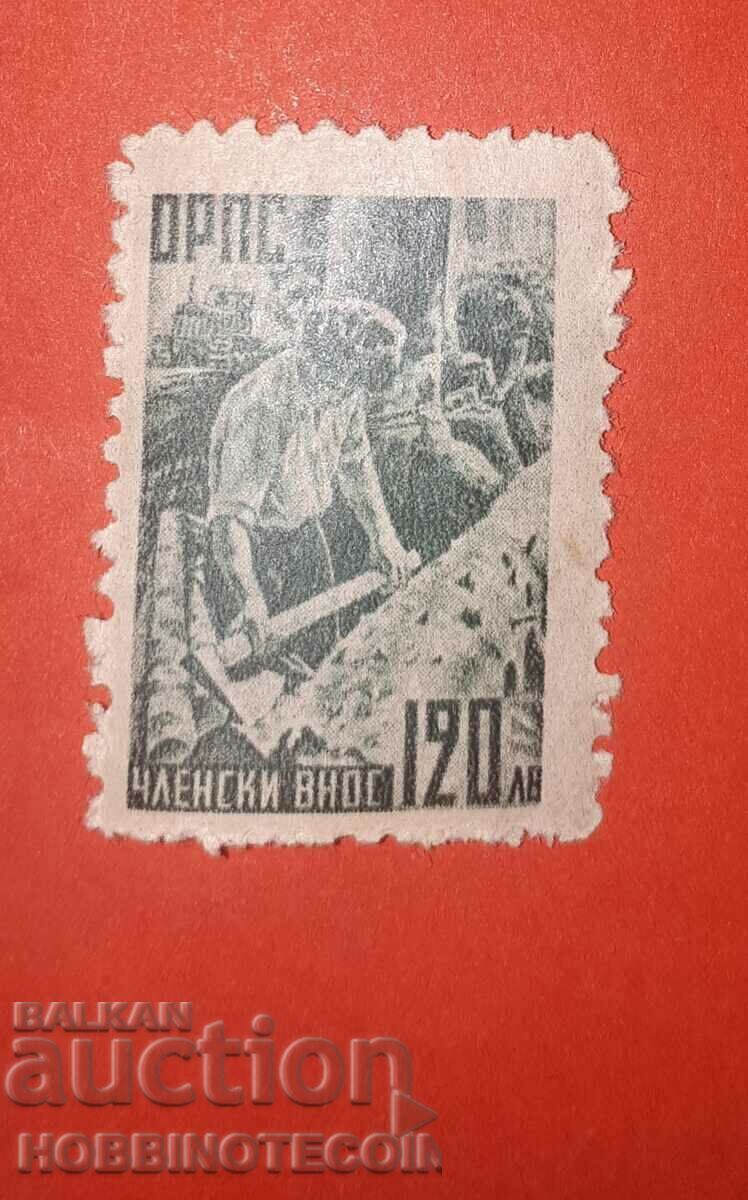 ОРПС
ЧЛЕНСКИ ВНОС 120 ЛВ
BALKAN
auction
HOBBINOTECOIN